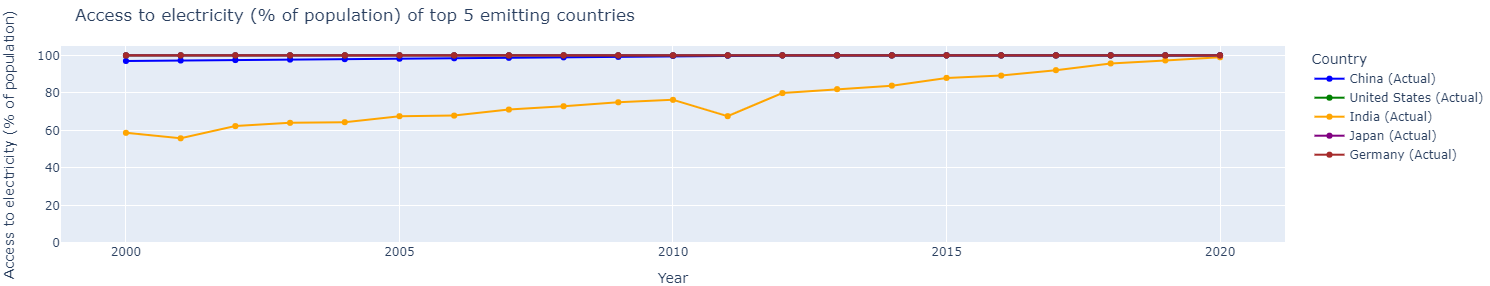 Access to electricity (% of population) of top 5 emitting countries
Access to electricity (% of population)
100
80
60
40
20
0
2000
2005
2010
2015
2020
Year
Country
China (Actual)
United States (Actual)
India (Actual)
Japan (Actual)
Germany (Actual)